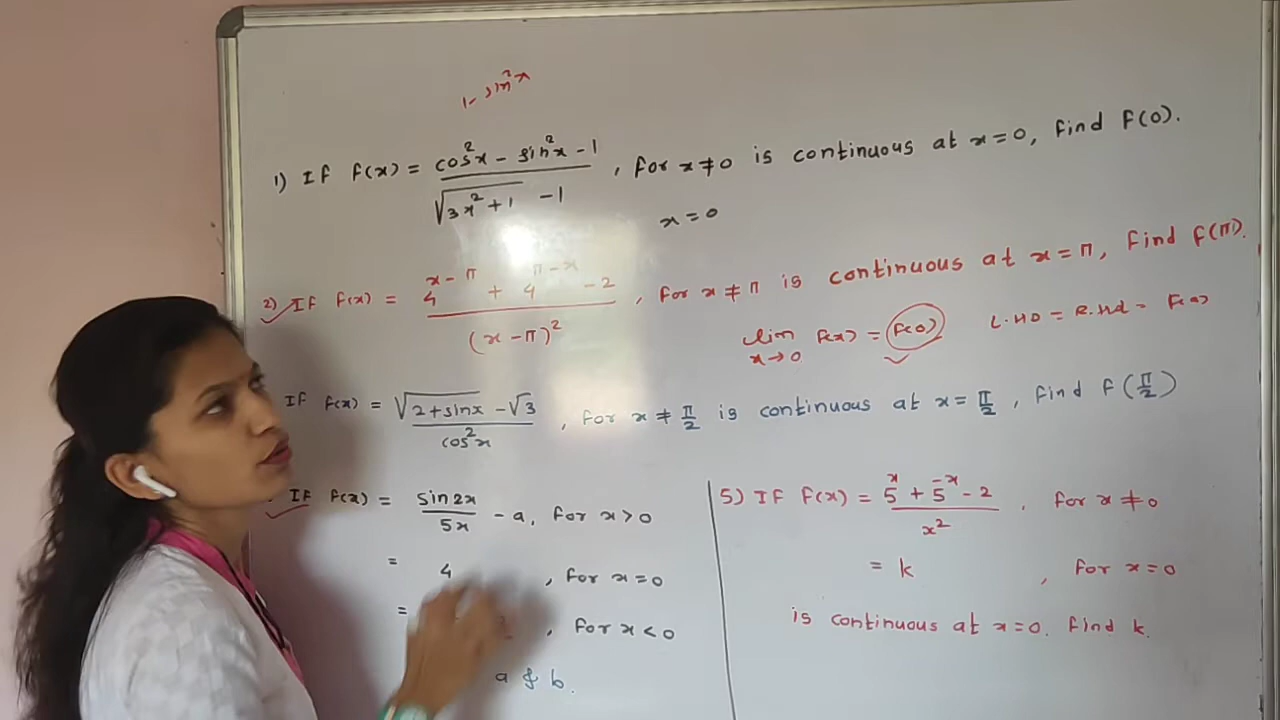 1- sin²x
1) If f(x) = cos²x - sin²x - 1 / √3x²+1 - 1 , for x ≠ 0 is continuous at x=0, find f(0).
x = 0
2) If f(x) = 4^(x-π) + 4^(π-x) - 2 / (x-π)² , for x ≠ π is continuous at x = π, find f(π).
lim x→0 f(x) = f(0) L.Hd = R.Hd = f(a)
If f(x) = √2+sinx - √3 / cos²x , for x ≠ π/2 is continuous at x = π/2 , find f(π/2)
If f(x) = sin2x / 5x - a, for x > 0
= 4 , for x = 0
= , for x < 0
a & b.
5) If f(x) = 5^x + 5^-x - 2 / x² , for x ≠ 0
= k , for x = 0
is continuous at x=0. find k.